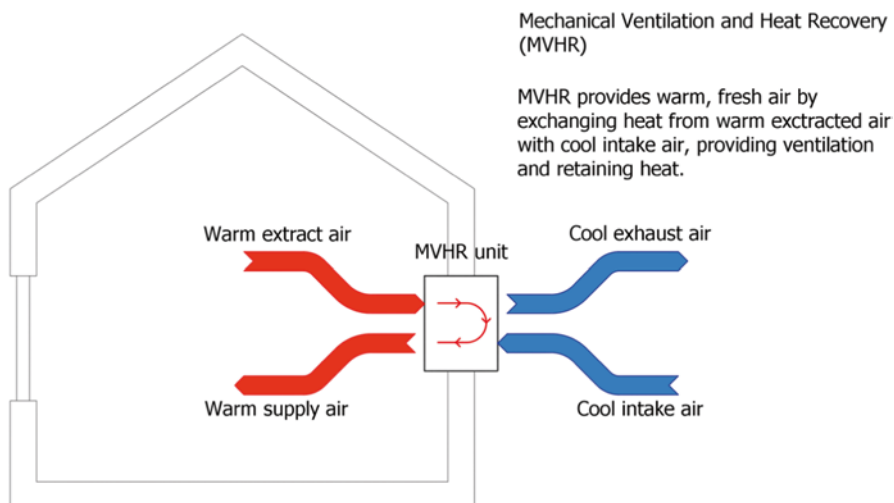 Mechanical Ventilation and Heat Recovery
(MVHR)
MVHR provides warm, fresh air by
exchanging heat from warm exctracted air
with cool intake air, providing ventilation
and retaining heat.
Warm extract air
MVHR unit
Cool exhaust air
Warm supply air
Cool intake air